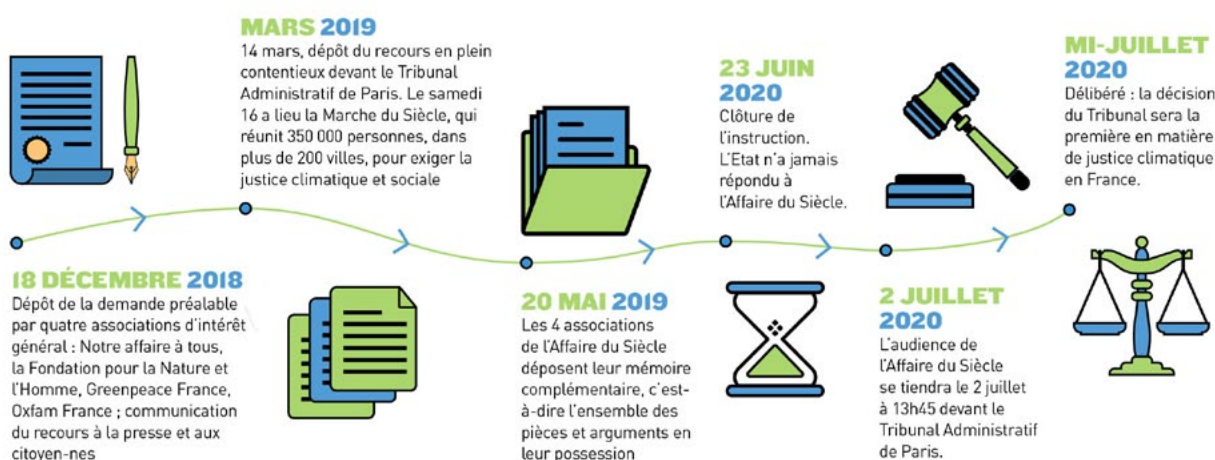 MARS 2019
14 mars, dépôt du recours en plein
contentieux devant le Tribunal
Administratif de Paris. Le samedi
16 a lieu la Marche du Siècle, qui
réunit 350 000 personnes, dans
plus de 200 villes, pour exiger la
justice climatique et sociale
23 JUIN
2020
Clôture de
l'instruction.
L'Etat n'a jamais
répondu à
l'Affaire du Siècle.
MI-JUILLET
2020
Délibéré : la décision
du Tribunal sera la
première en matière
de justice climatique
en France.
18 DÉCEMBRE 2018
Dépôt de la demande préalable
par quatre associations d'intérêt
général : Notre affaire à tous,
la Fondation pour la Nature et
l'Homme, Greenpeace France,
Oxfam France ; communication
du recours à la presse et aux
citoyen-nes
20 MAI 2019
Les 4 associations
de l'Affaire du Siècle
déposent leur mémoire
complémentaire, c'est-
à-dire l'ensemble des
pièces et arguments en
leur possession
2 JUILLET
2020
L'audience de
l'Affaire du Siècle
se tiendra le 2 juillet
à 13h45 devant le
Tribunal Administratif
de Paris.